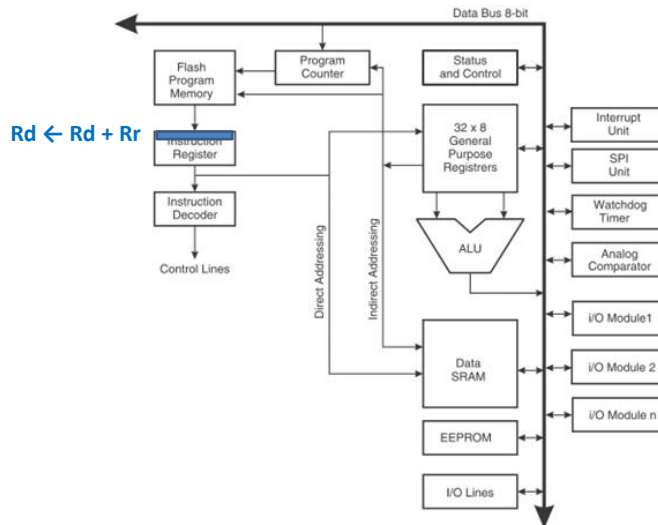 Data Bus 8-bit
Flash
Program
Memory
Program
Counter
Status
and Control
Rd ← Rd + Rr
Instruction
Register
32 x 8
General
Purpose
Registrers
Interrupt
Unit
SPI
Unit
Instruction
Decoder
Watchdog
Timer
ALU
Analog
Comparator
Control Lines
Direct Addressing
Indirect Addressing
i/O Module1
Data
SRAM
i/O Module 2
i/O Module n
EEPROM
I/O Lines